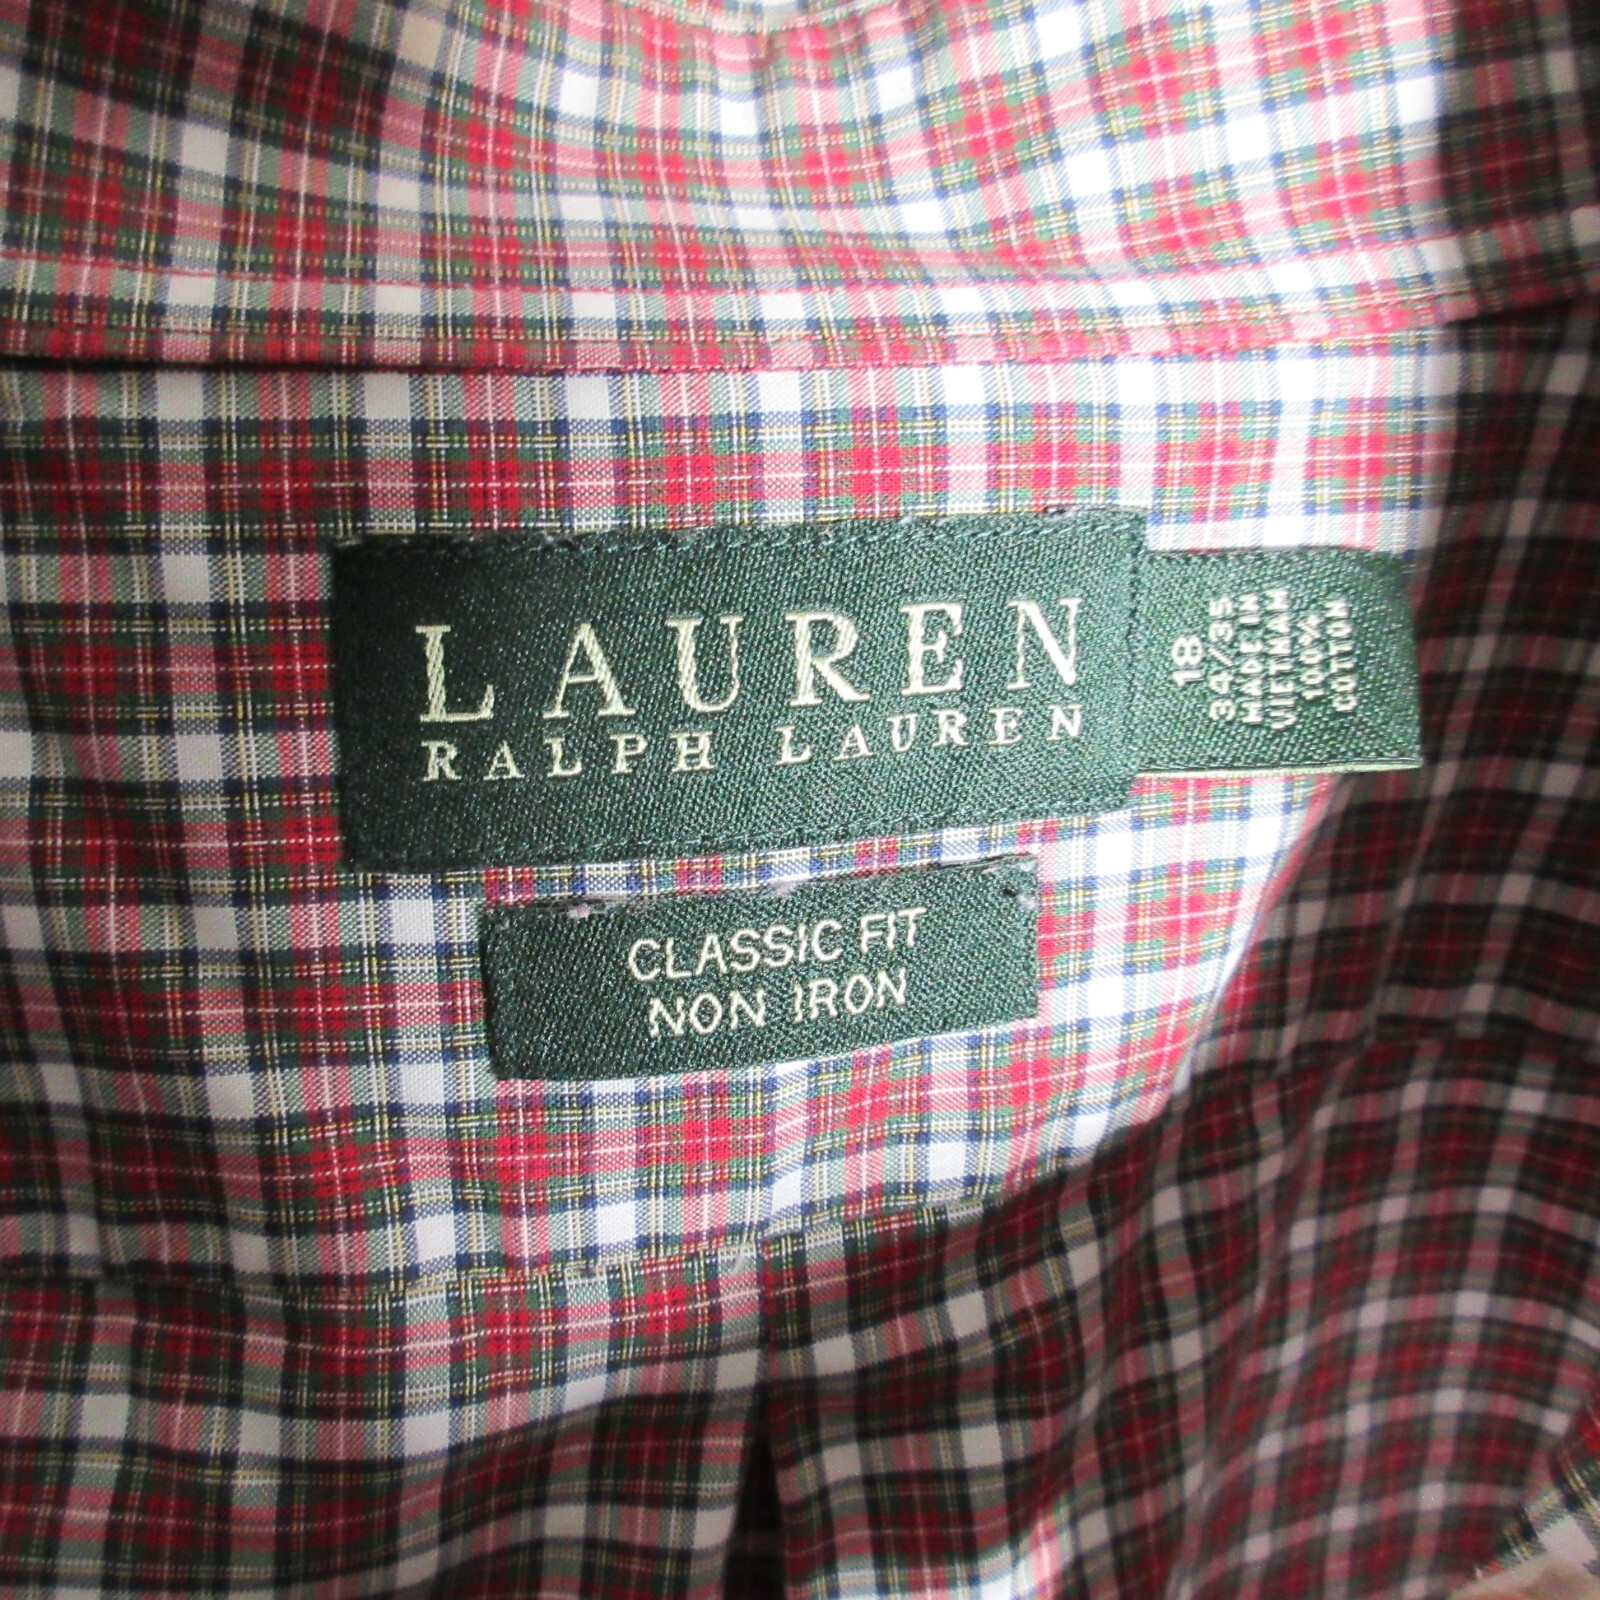 LAUREN
RALPH LAUREN
18
34/35
MADE IN
VIETNAM
100%
COTTON
CLASSIC FIT
NON IRON